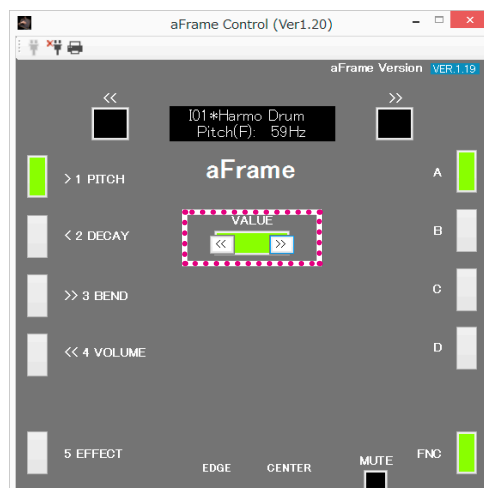 aFrame Control (Ver1.20)
aFrame Version VER.1.19
<< >>
I01*Harmo Drum
Pitch(F): 59Hz
aFrame
> 1 PITCH A
VALUE
< 2 DECAY B
<< >>
>> 3 BEND C
<< 4 VOLUME D
5 EFFECT FNC
MUTE
EDGE CENTER